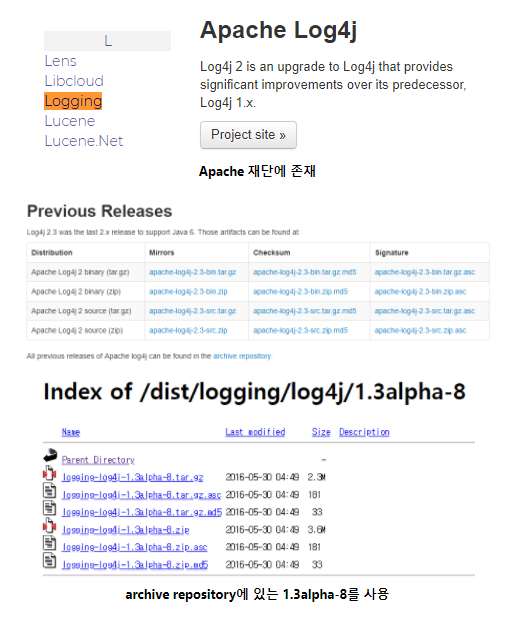 L
Lens
Libcloud
Logging
Lucene
Lucene.Net
Apache Log4j
Log4j 2 is an upgrade to Log4j that provides
significant improvements over its predecessor,
Log4j 1.x.
Project site »
Apache 재단에 존재
Previous Releases
Log4j 2.3 was the last 2.x release to support Java 6. Those artifacts can be found at:
Distribution Mirrors Checksum Signature
Apache Log4j 2 binary (tar.gz) apache-log4j-2.3-bin.tar.gz apache-log4j-2.3-bin.tar.gz.md5 apache-log4j-2.3-bin.tar.gz.asc
Apache Log4j 2 binary (zip) apache-log4j-2.3-bin.zip apache-log4j-2.3-bin.zip.md5 apache-log4j-2.3-bin.zip.asc
Apache Log4j 2 source (tar.gz) apache-log4j-2.3-src.tar.gz apache-log4j-2.3-src.tar.gz.md5 apache-log4j-2.3-src.tar.gz.asc
Apache Log4j 2 source (zip) apache-log4j-2.3-src.zip apache-log4j-2.3-src.zip.md5 apache-log4j-2.3-src.zip.asc
All previous releases of Apache log4j can be found in the archive repository.
Index of /dist/logging/log4j/1.3alpha-8
Name Last modified Size Description
Parent Directory -
logging-log4j-1.3alpha-8.tar.gz 2016-05-30 04:49 2.3M
logging-log4j-1.3alpha-8.tar.gz.asc 2016-05-30 04:49 181
logging-log4j-1.3alpha-8.tar.gz.md5 2016-05-30 04:49 33
logging-log4j-1.3alpha-8.zip 2016-05-30 04:49 3.6M
logging-log4j-1.3alpha-8.zip.asc 2016-05-30 04:49 181
logging-log4j-1.3alpha-8.zip.md5 2016-05-30 04:49 33
archive repository에 있는 1.3alpha-8를 사용